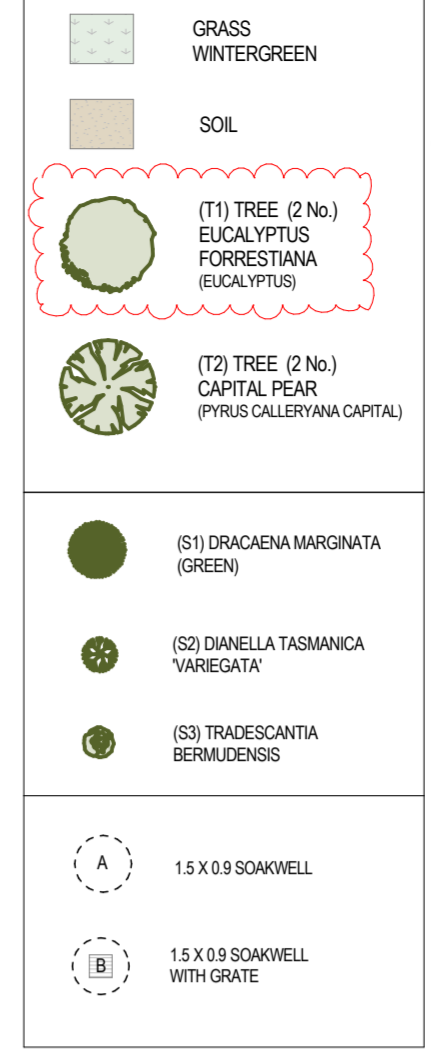 GRASS
WINTERGREEN
SOIL
(T1) TREE (2 No.)
EUCALYPTUS
FORRESTIANA
(EUCALYPTUS)
(T2) TREE (2 No.)
CAPITAL PEAR
(PYRUS CALLERYANA CAPITAL)
(S1) DRACAENA MARGINATA
(GREEN)
(S2) DIANELLA TASMANICA
'VARIEGATA'
(S3) TRADESCANTIA
BERMUDENSIS
A
1.5 X 0.9 SOAKWELL
B
1.5 X 0.9 SOAKWELL
WITH GRATE